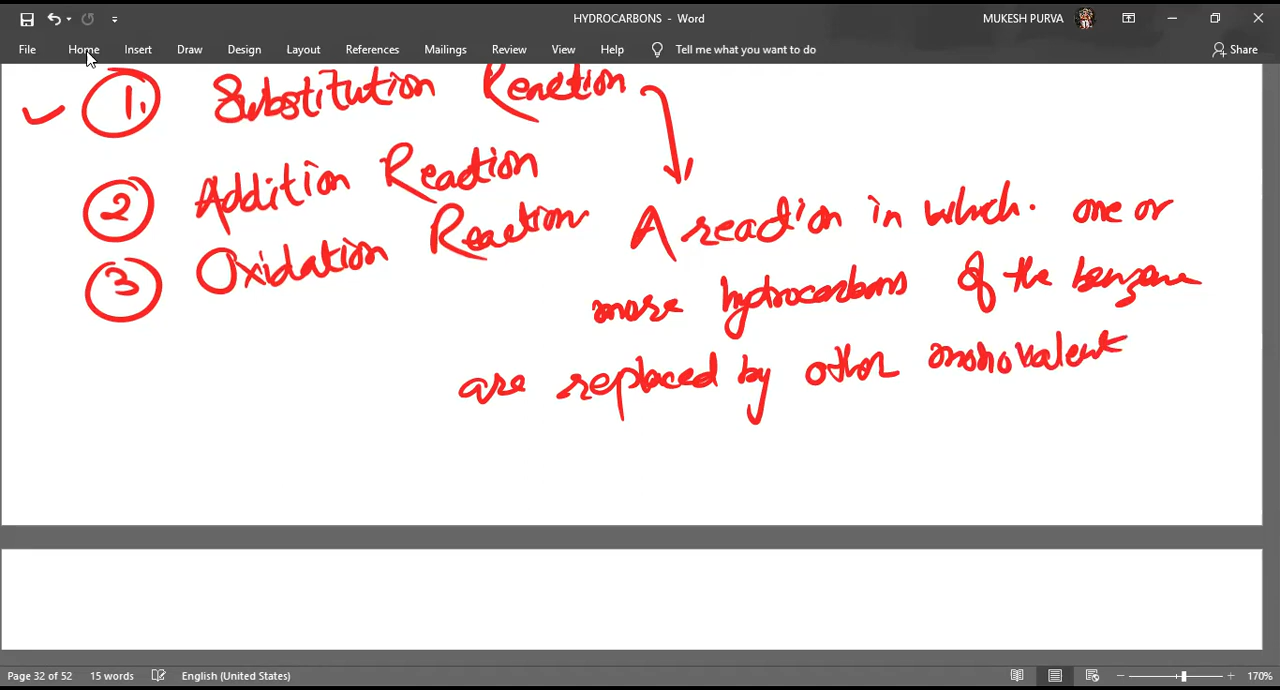 HYDROCARBONS - Word
MUKESH PURVA
File Home Insert Draw Design Layout References Mailings Review View Help Tell me what you want to do Share
1. Substitution Reaction
2 Addition Reaction
3 Oxidation Reaction
A reaction in which. one or
more hydrocarbons of the benzene
are replaced by other monovalent
Page 32 of 52 15 words English (United States) 170%